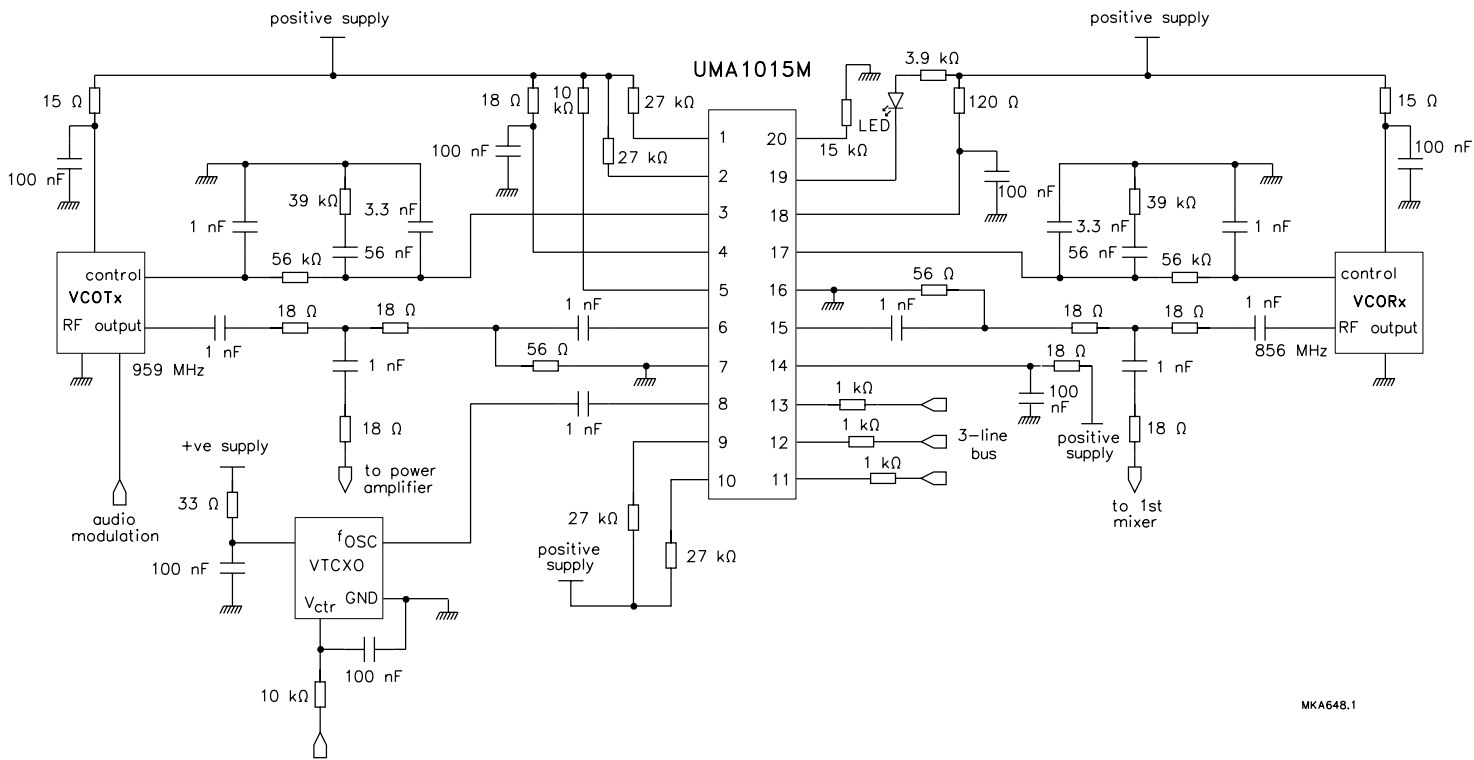 positive supply
positive supply
UMA1015M
3.9 kΩ
15 Ω
18 Ω
10
kΩ
27 kΩ
120 Ω
15 Ω
LED
1
20
15 kΩ
100 nF
100 nF
27 kΩ
100 nF
2
19
100 nF
39 kΩ
3.3 nF
1 nF
3
18
39 kΩ
3.3 nF
1 nF
56 nF
4
17
56 nF
control
56 kΩ
56 kΩ
control
VCOTx
5
16
56 Ω
VCORx
1 nF
1 nF
1 nF
RF output
18 Ω
18 Ω
6
15
18 Ω
18 Ω
RF output
1 nF
959 MHz
856 MHz
1 nF
56 Ω
7
14
18 Ω
1 nF
1 kΩ
100
nF
8
13
1 nF
18 Ω
1 kΩ
positive
supply
18 Ω
+ve supply
9
12
3-line
bus
to power
amplifier
1 kΩ
10
11
33 Ω
audio
modulation
to 1st
mixer
27 kΩ
fOSC
positive
supply
27 kΩ
100 nF
VTCXO
Vctr
GND
100 nF
10 kΩ
MKA648.1